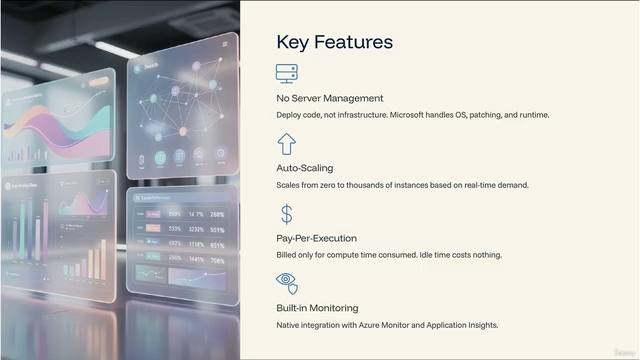 Key Features
No Server Management
Deploy code, not infrastructure. Microsoft handles OS, patching, and runtime.
Auto-Scaling
Scales from zero to thousands of instances based on real-time demand.
Pay-Per-Execution
Billed only for compute time consumed. Idle time costs nothing.
Built-in Monitoring
Native integration with Azure Monitor and Application Insights.